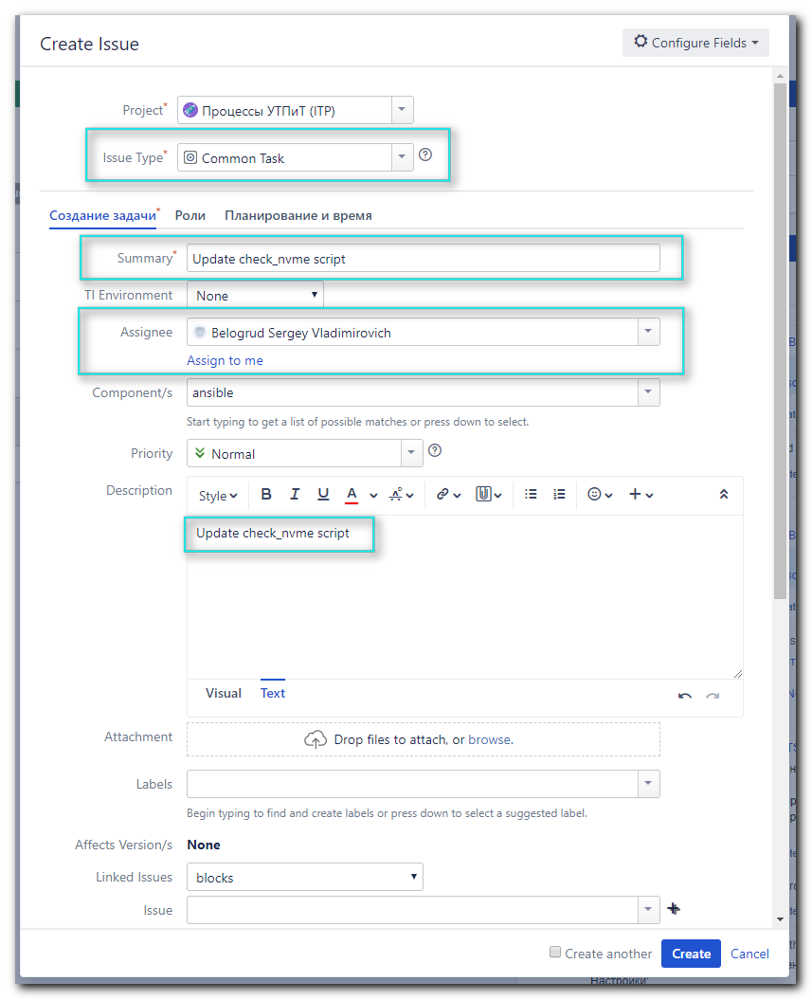 Create Issue
Configure Fields
Project*
Процессы УТПиТ (ITP)
Issue Type*
Common Task
Создание задачи* Роли Планирование и время
Summary*
Update check_nvme script
TI Environment
None
Assignee
Belogrud Sergey Vladimirovich
Assign to me
Component/s
ansible
Start typing to get a list of possible matches or press down to select.
Priority
Normal
Description
Style B I U A
Update check_nvme script
Visual Text
Attachment
Drop files to attach, or browse.
Labels
Begin typing to find and create labels or press down to select a suggested label.
Affects Version/s
None
Linked Issues
blocks
Issue
Create another Create Cancel
Настройки: